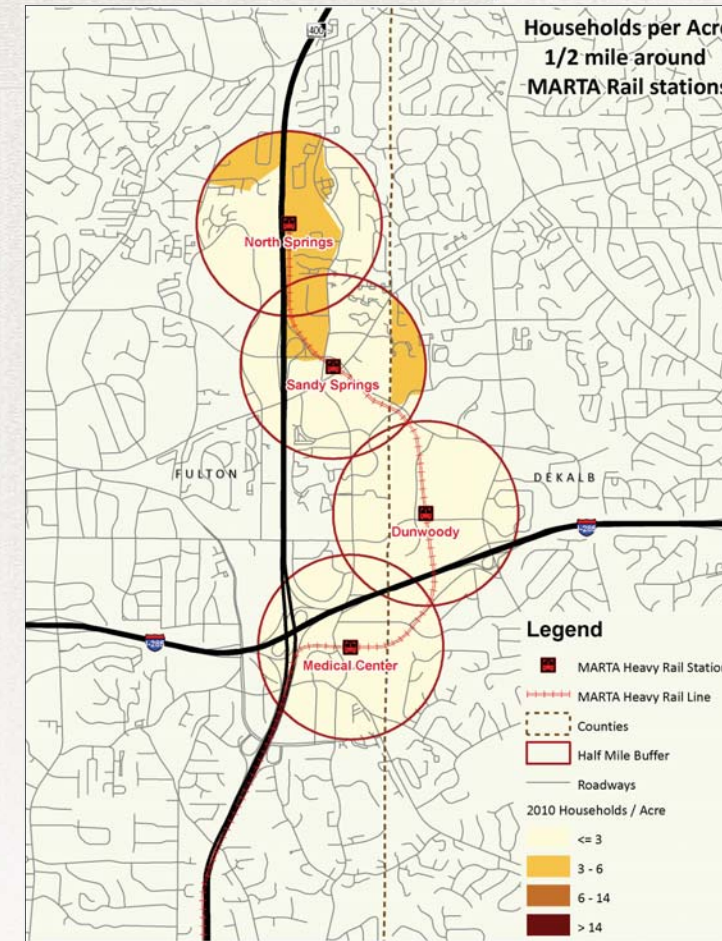 Households per Acre
1/2 mile around
MARTA Rail stations
400
North Springs
Sandy Springs
FULTON
DEKALB
Dunwoody
Medical Center
Legend
MARTA Heavy Rail Station
MARTA Heavy Rail Line
Counties
Half Mile Buffer
Roadways
2010 Households / Acre
<= 3
3 - 6
6 - 14
> 14